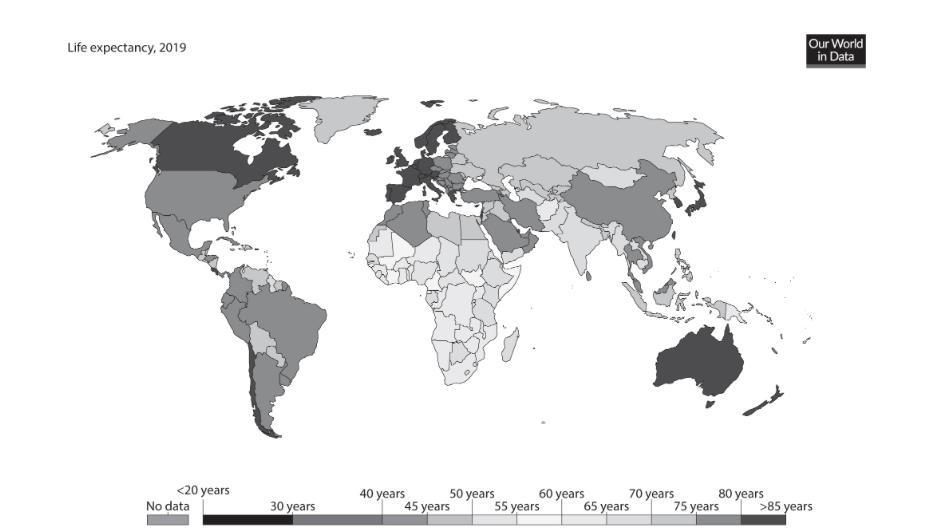 Life expectancy, 2019
Our World
in Data
<20 years 40 years 50 years 60 years 70 years 80 years
No data 30 years 45 years 55 years 65 years 75 years >85 years